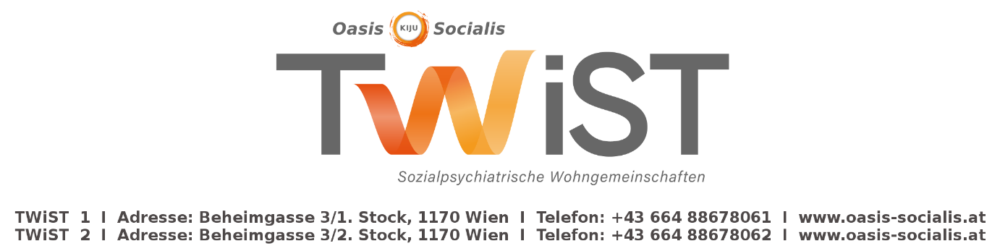 Oasis KIJU Socialis
TWiST
Sozialpsychiatrische Wohngemeinschaften
TWiST 1 I Adresse: Beheimgasse 3/1. Stock, 1170 Wien I Telefon: +43 664 88678061 I www.oasis-socialis.at
TWiST 2 I Adresse: Beheimgasse 3/2. Stock, 1170 Wien I Telefon: +43 664 88678062 I www.oasis-socialis.at